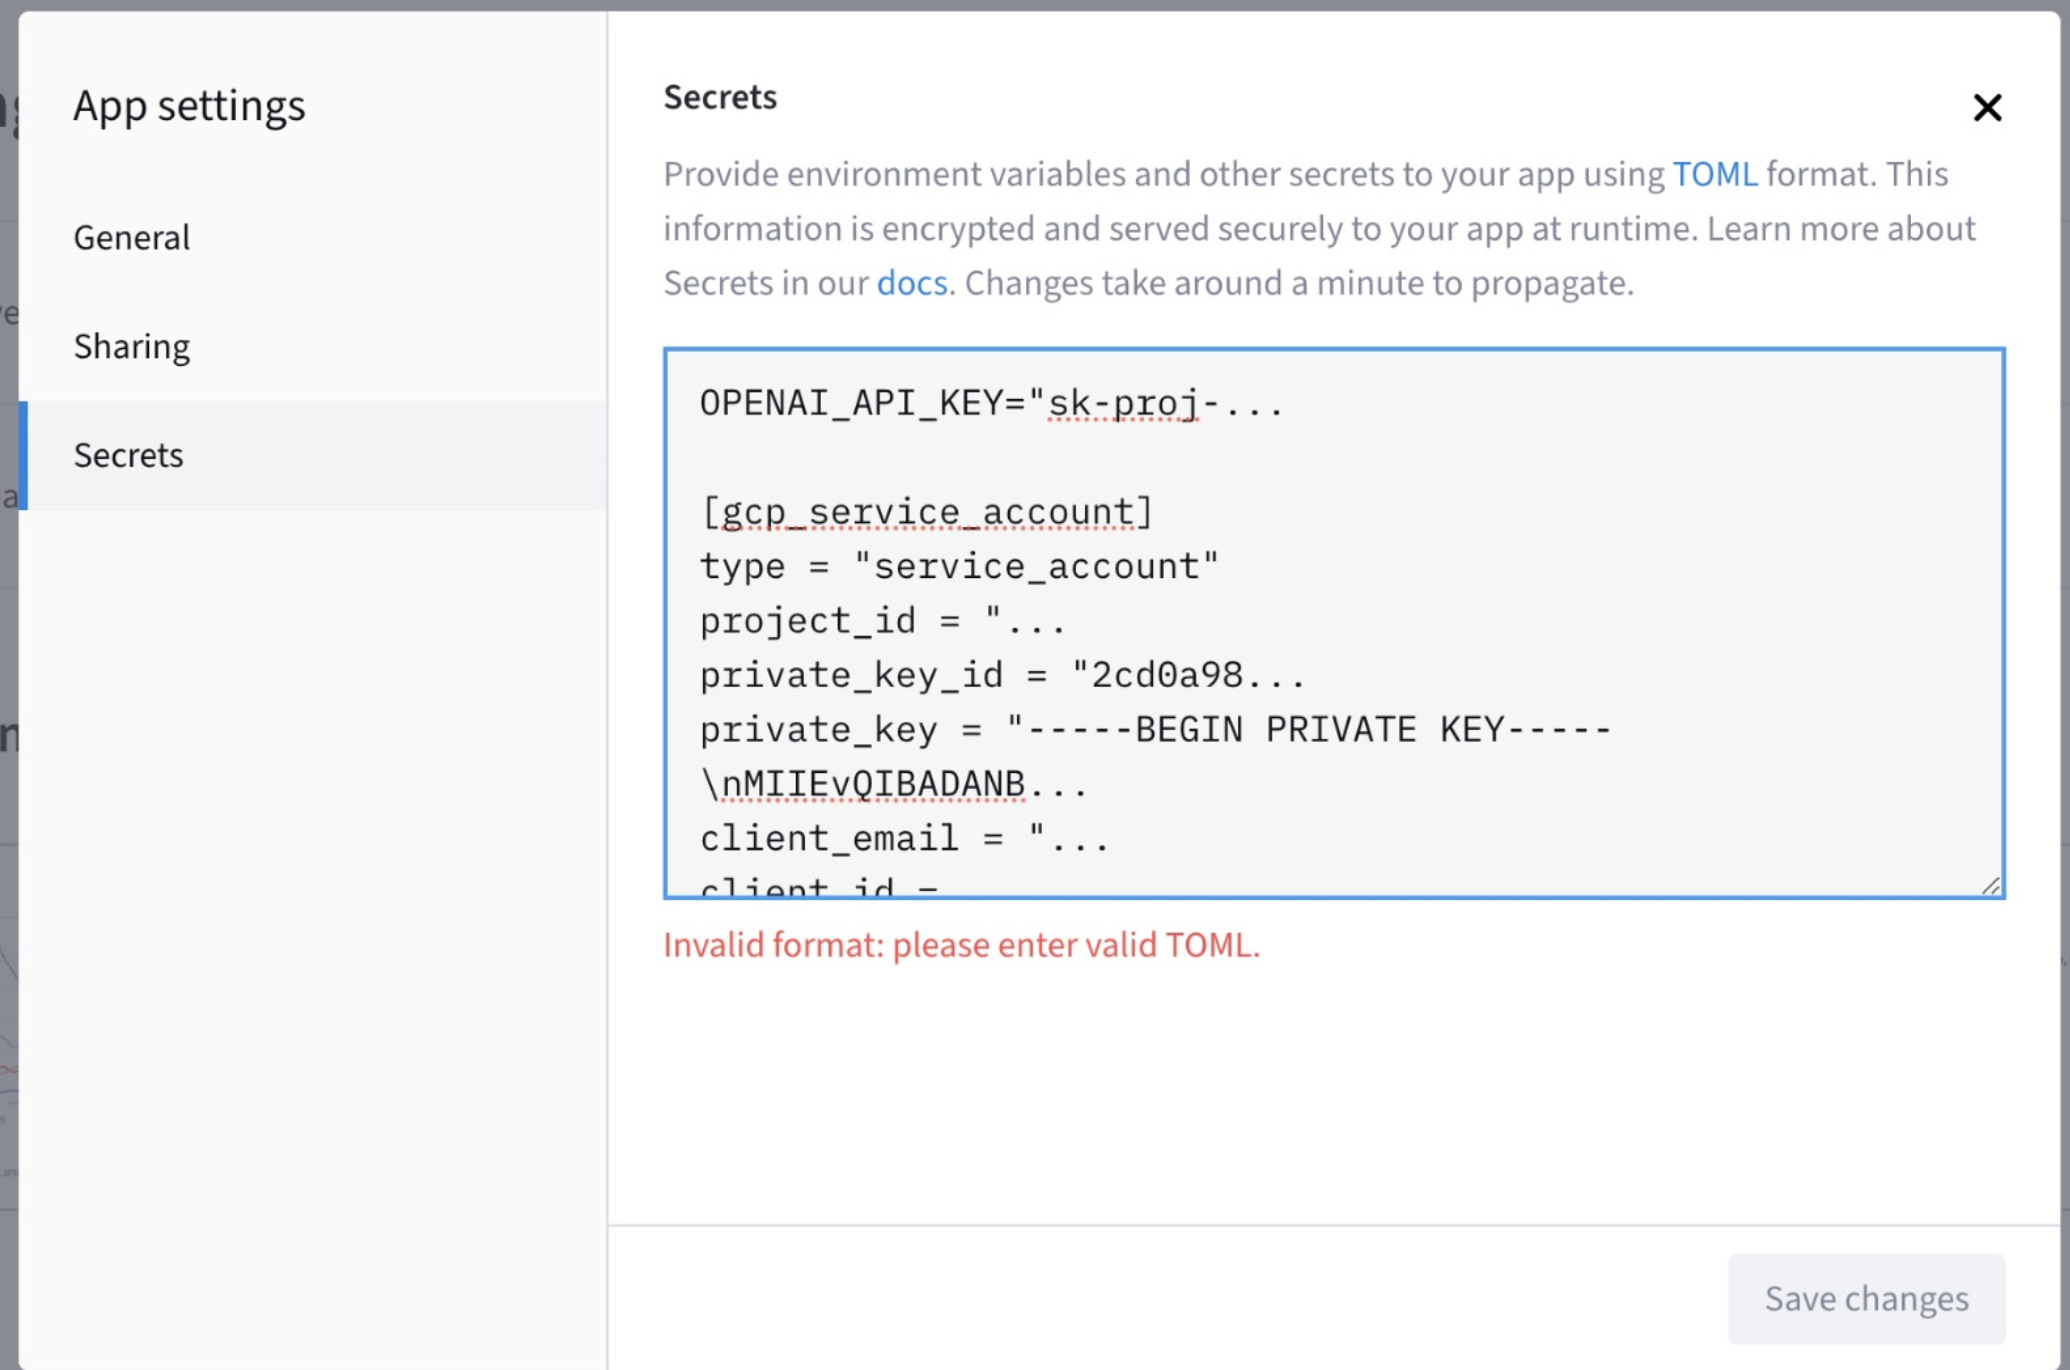 App settings
General
Sharing
Secrets
Secrets
Provide environment variables and other secrets to your app using TOML format. This
information is encrypted and served securely to your app at runtime. Learn more about
Secrets in our docs. Changes take around a minute to propagate.
OPENAI_API_KEY="sk-proj-...
[gcp_service_account]
type = "service_account"
project_id = "...
private_key_id = "2cd0a98...
private_key = "-----BEGIN PRIVATE KEY-----
\nMIIEvQIBADANB...
client_email = "...
client_id =
Invalid format: please enter valid TOML.
Save changes